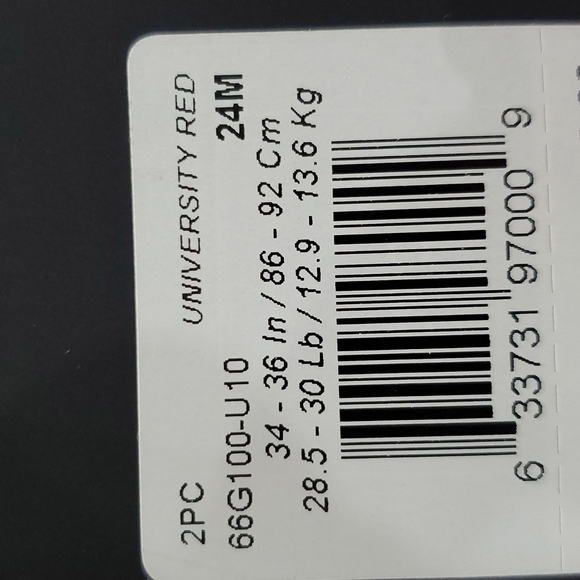 2PC UNIVERSITY RED
66G100-U10 24M
34 - 36 In / 86 - 92 Cm
28.5 - 30 Lb / 12.9 - 13.6 Kg
6 33731 97000 9